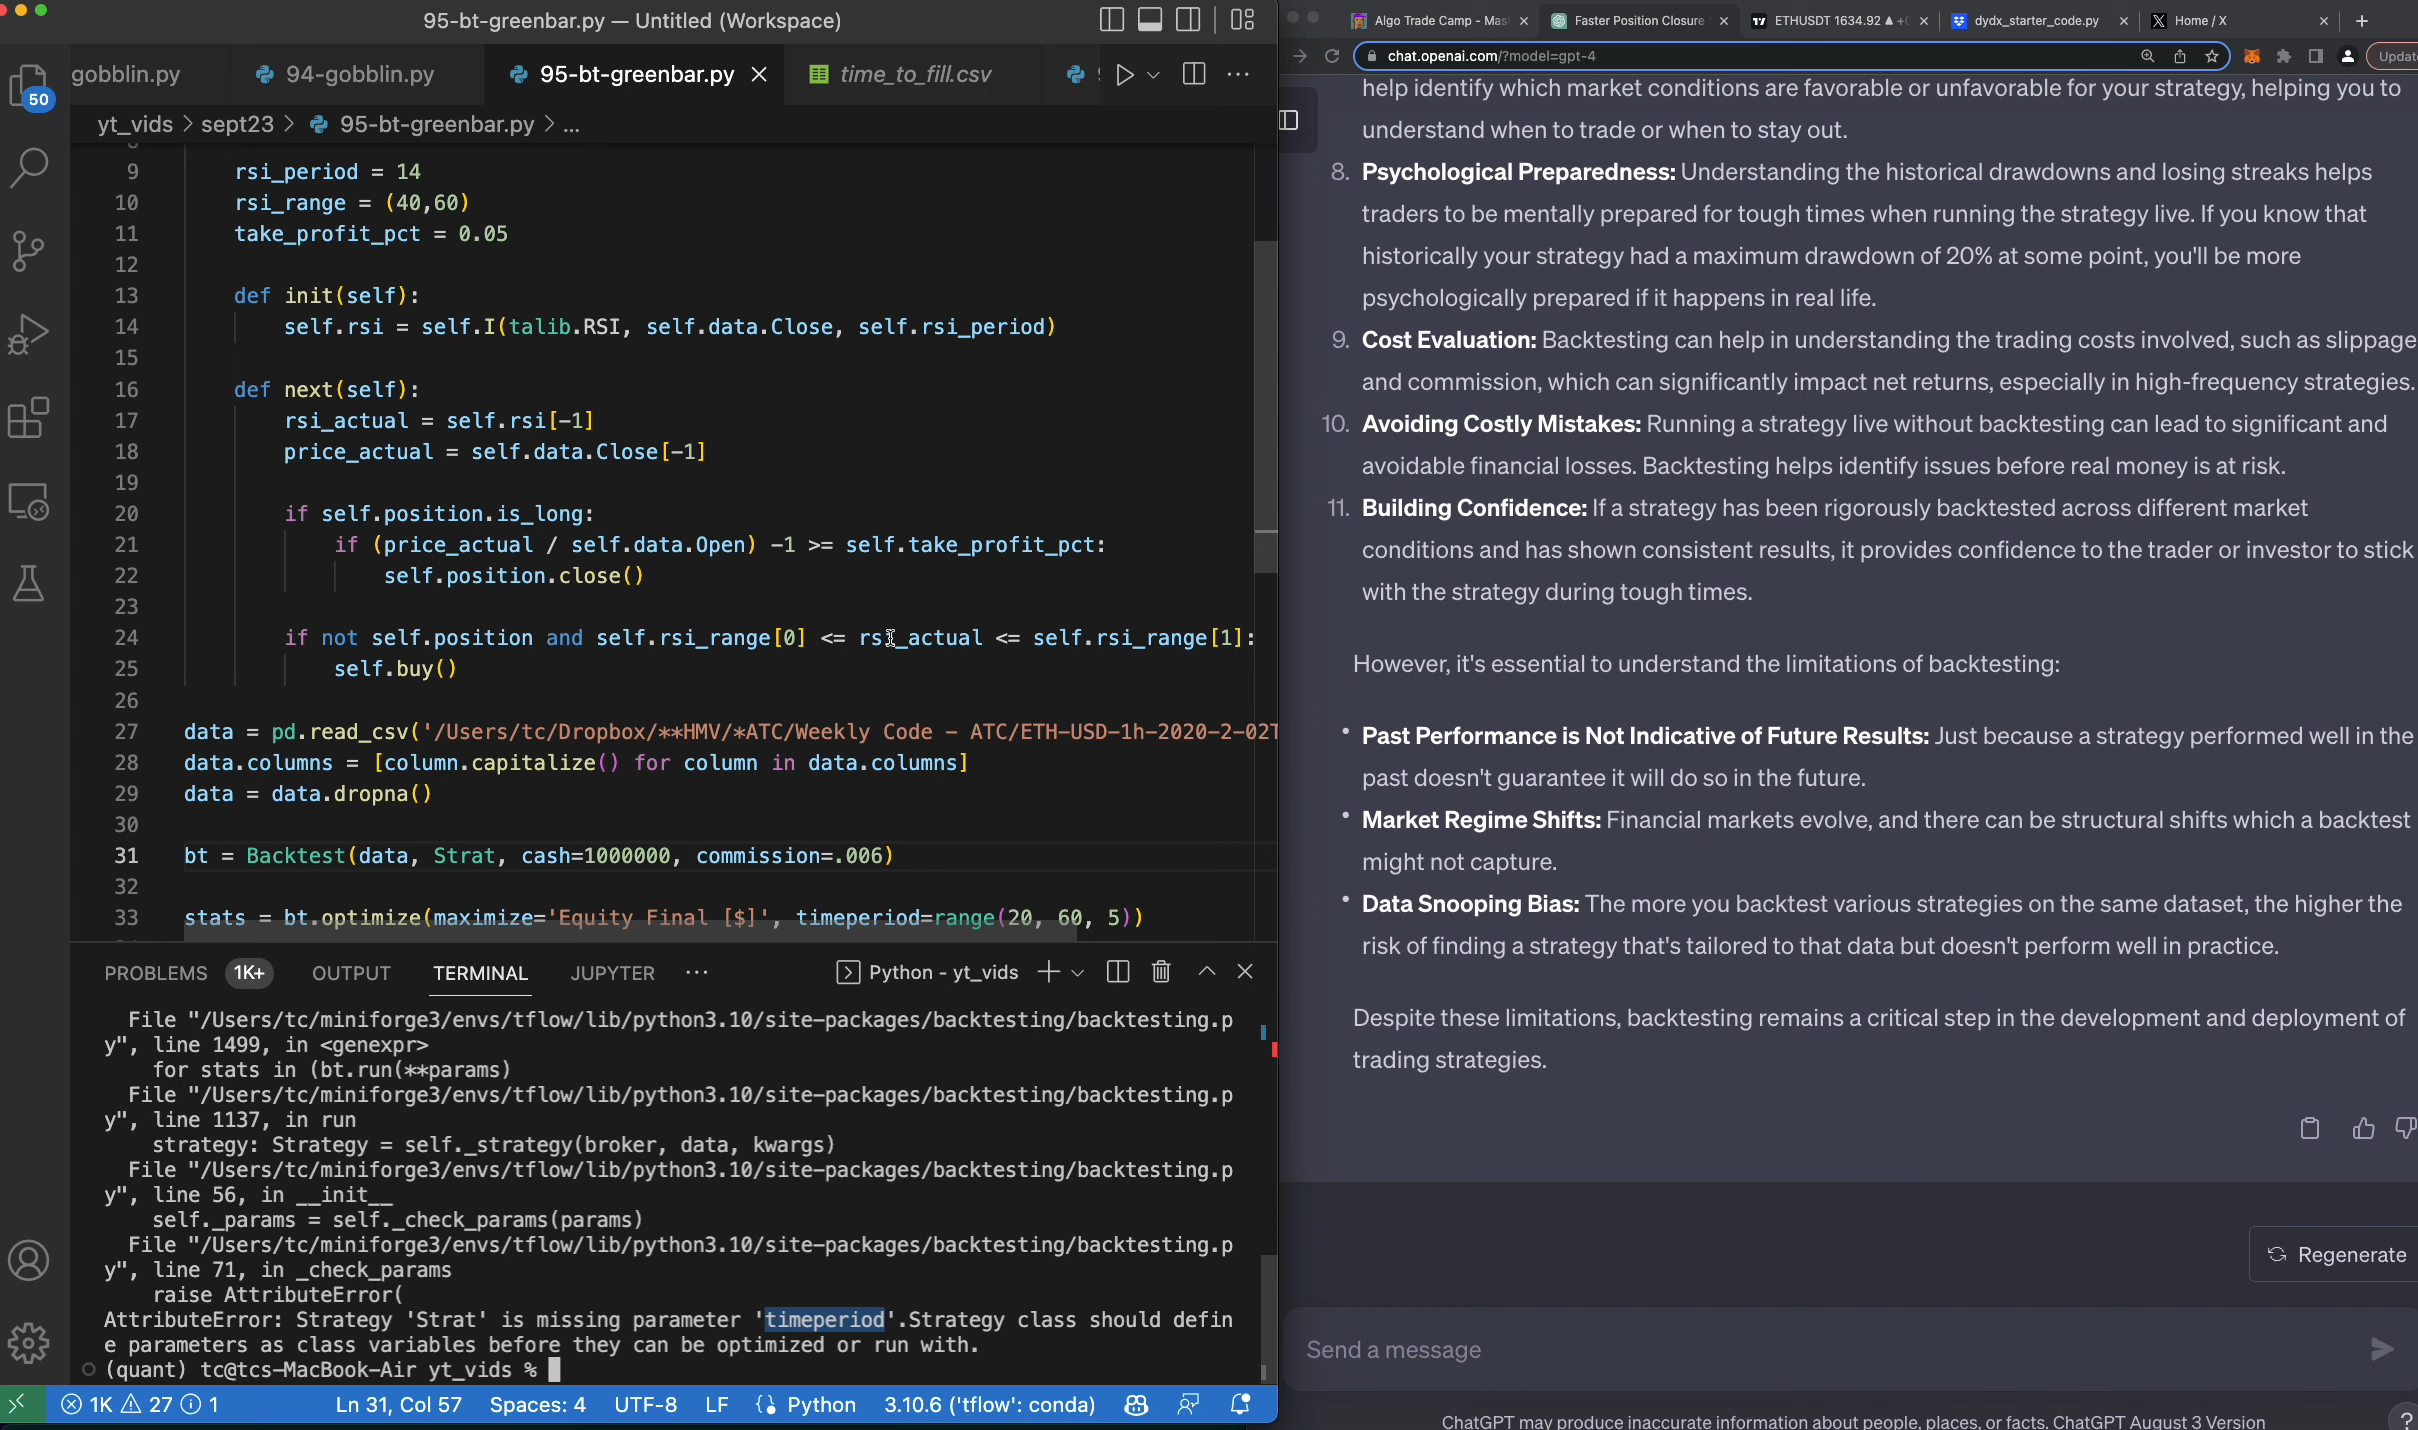 95-bt-greenbar.py — Untitled (Workspace)
gobblin.py
94-gobblin.py
95-bt-greenbar.py
time_to_fill.csv
50
yt_vids > sept23 > 95-bt-greenbar.py > ...
9 rsi_period = 14
10 rsi_range = (40,60)
11 take_profit_pct = 0.05
12
13 def init(self):
14 self.rsi = self.I(talib.RSI, self.data.Close, self.rsi_period)
15
16 def next(self):
17 rsi_actual = self.rsi[-1]
18 price_actual = self.data.Close[-1]
19
20 if self.position.is_long:
21 if (price_actual / self.data.Open) -1 >= self.take_profit_pct:
22 self.position.close()
23
24 if not self.position and self.rsi_range[0] <= rsi_actual <= self.rsi_range[1]:
25 self.buy()
26
27 data = pd.read_csv('/Users/tc/Dropbox/**HMV/*ATC/Weekly Code - ATC/ETH-USD-1h-2020-2-02T
28 data.columns = [column.capitalize() for column in data.columns]
29 data = data.dropna()
30
31 bt = Backtest(data, Strat, cash=1000000, commission=.006)
32
33 stats = bt.optimize(maximize='Equity Final [$]', timeperiod=range(20, 60, 5))
PROBLEMS 1K+ OUTPUT TERMINAL JUPYTER ... Python - yt_vids
File "/Users/tc/miniforge3/envs/tflow/lib/python3.10/site-packages/backtesting/backtesting.p
y", line 1499, in <genexpr>
for stats in (bt.run(**params)
File "/Users/tc/miniforge3/envs/tflow/lib/python3.10/site-packages/backtesting/backtesting.p
y", line 1137, in run
strategy: Strategy = self._strategy(broker, data, kwargs)
File "/Users/tc/miniforge3/envs/tflow/lib/python3.10/site-packages/backtesting/backtesting.p
y", line 56, in __init__
self._params = self._check_params(params)
File "/Users/tc/miniforge3/envs/tflow/lib/python3.10/site-packages/backtesting/backtesting.p
y", line 71, in _check_params
raise AttributeError(
AttributeError: Strategy 'Strat' is missing parameter 'timeperiod'.Strategy class should defin
e parameters as class variables before they can be optimized or run with.
(quant) tc@tcs-MacBook-Air yt_vids %
1K 27 1 Ln 31, Col 57 Spaces: 4 UTF-8 LF Python 3.10.6 ('tflow': conda)
Algo Trade Camp - Mas
Faster Position Closure
ETHUSDT 1634.92 ▲ +0
dydx_starter_code.py
Home / X
chat.openai.com/?model=gpt-4
Update
help identify which market conditions are favorable or unfavorable for your strategy, helping you to
understand when to trade or when to stay out.
8. Psychological Preparedness: Understanding the historical drawdowns and losing streaks helps
traders to be mentally prepared for tough times when running the strategy live. If you know that
historically your strategy had a maximum drawdown of 20% at some point, you'll be more
psychologically prepared if it happens in real life.
9. Cost Evaluation: Backtesting can help in understanding the trading costs involved, such as slippage
and commission, which can significantly impact net returns, especially in high-frequency strategies.
10. Avoiding Costly Mistakes: Running a strategy live without backtesting can lead to significant and
avoidable financial losses. Backtesting helps identify issues before real money is at risk.
11. Building Confidence: If a strategy has been rigorously backtested across different market
conditions and has shown consistent results, it provides confidence to the trader or investor to stick
with the strategy during tough times.
However, it's essential to understand the limitations of backtesting:
• Past Performance is Not Indicative of Future Results: Just because a strategy performed well in the
past doesn't guarantee it will do so in the future.
• Market Regime Shifts: Financial markets evolve, and there can be structural shifts which a backtest
might not capture.
• Data Snooping Bias: The more you backtest various strategies on the same dataset, the higher the
risk of finding a strategy that's tailored to that data but doesn't perform well in practice.
Despite these limitations, backtesting remains a critical step in the development and deployment of
trading strategies.
Regenerate
Send a message
ChatGPT may produce inaccurate information about people, places, or facts. ChatGPT August 3 Version
?